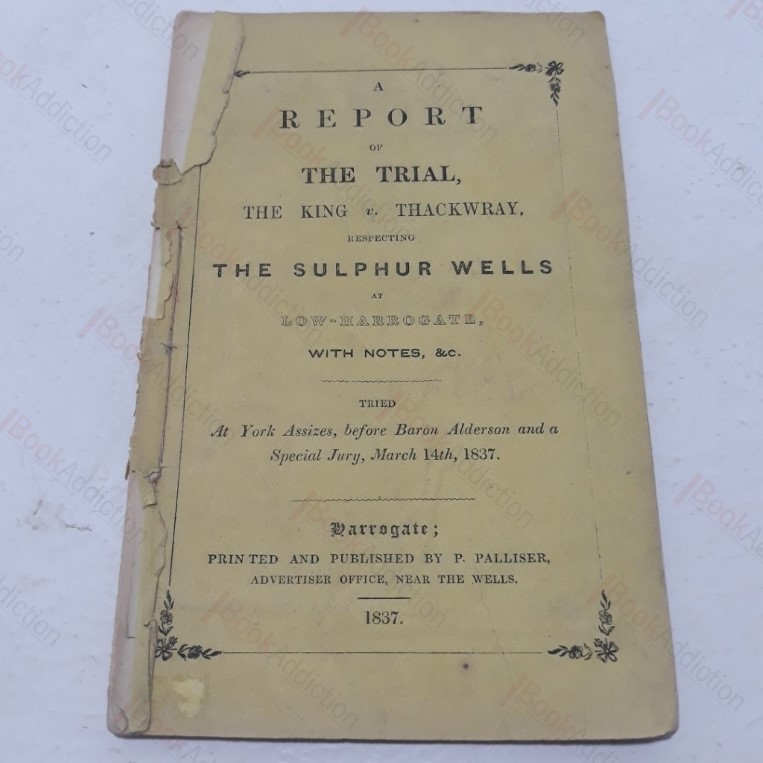 A
REPORT
OF
THE TRIAL,
THE KING v. THACKWRAY,
RESPECTING
THE SULPHUR WELLS
AT
LOW-HARROGATE,
WITH NOTES, &c.
TRIED
At York Assizes, before Baron Alderson and a
Special Jury, March 14th, 1837.
Harrogate;
PRINTED AND PUBLISHED BY P. PALLISER,
ADVERTISER OFFICE, NEAR THE WELLS.
1837.
BookAddiction